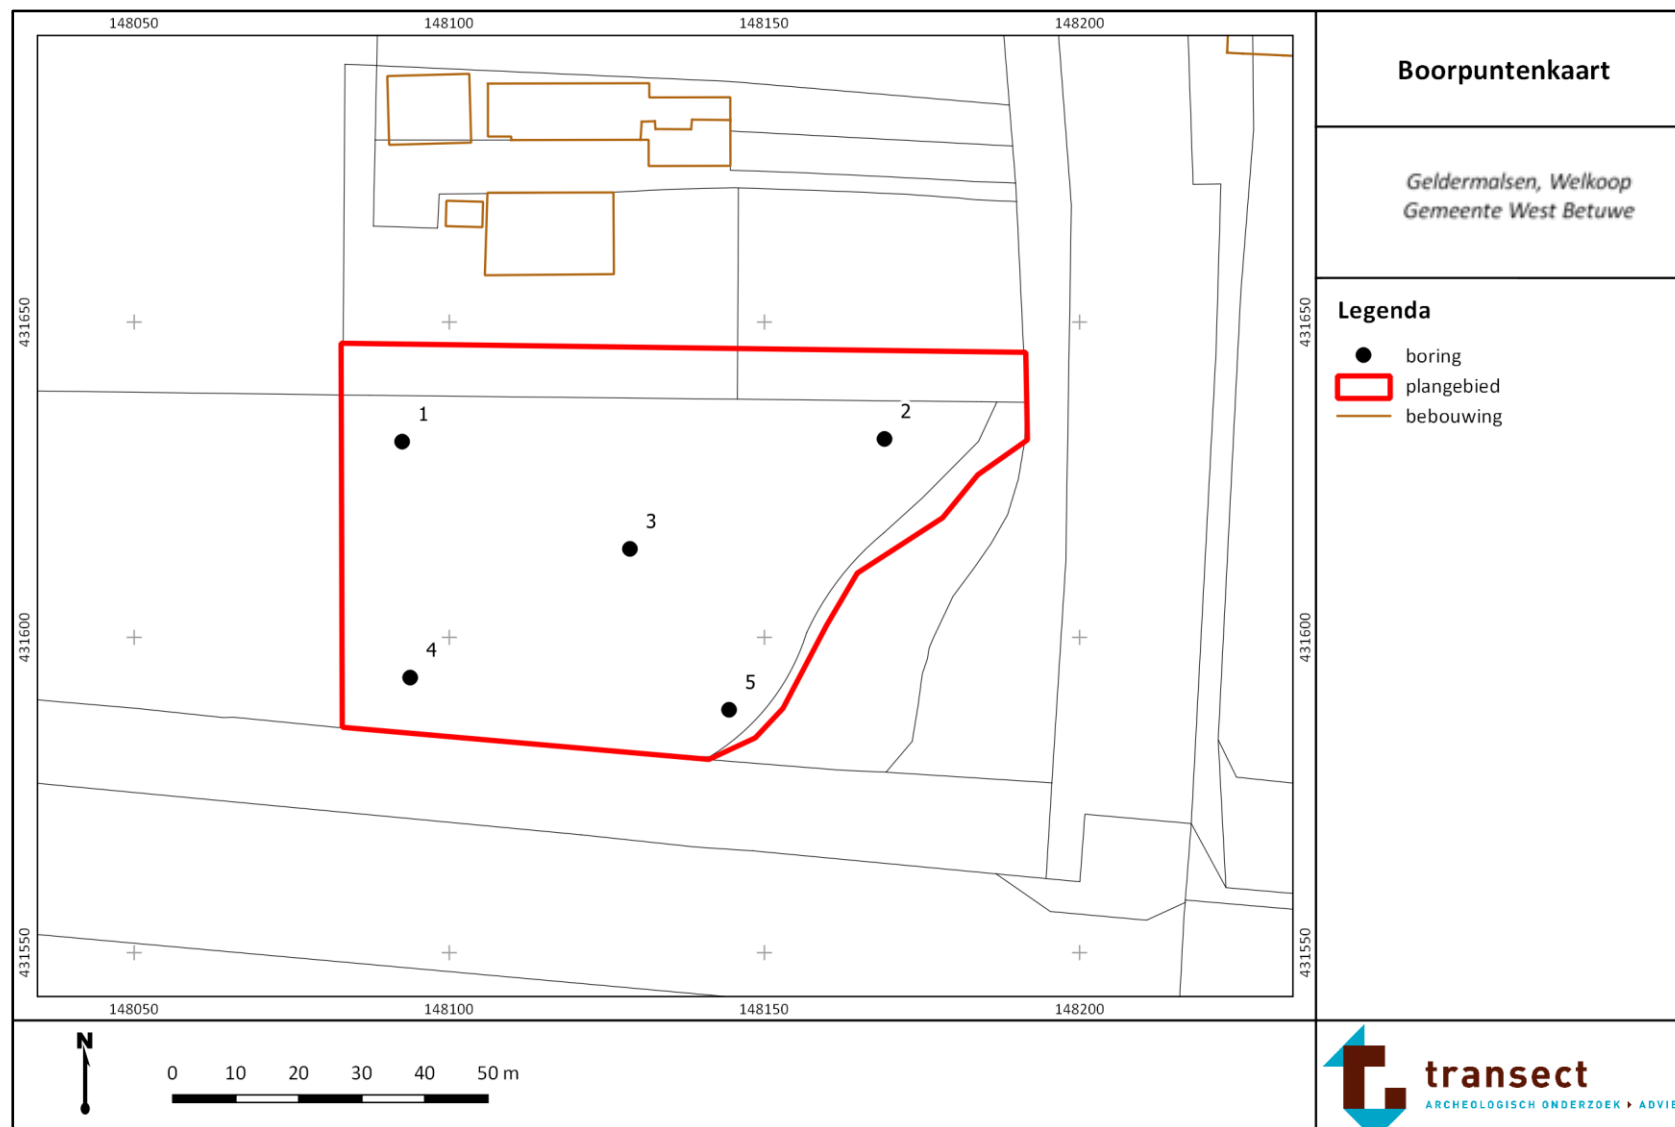 148050 148100 148150 148200
Boorpuntenkaart
Geldermalsen, Welkoop
Gemeente West Betuwe
431650 431650
Legenda
boring
plangebied
bebouwing
1
2
3
431600 431600
4
5
431550 431550
148050 148100 148150 148200
N
0 10 20 30 40 50 m
transect
ARCHEOLOGISCH ONDERZOEK ▸ ADVIE